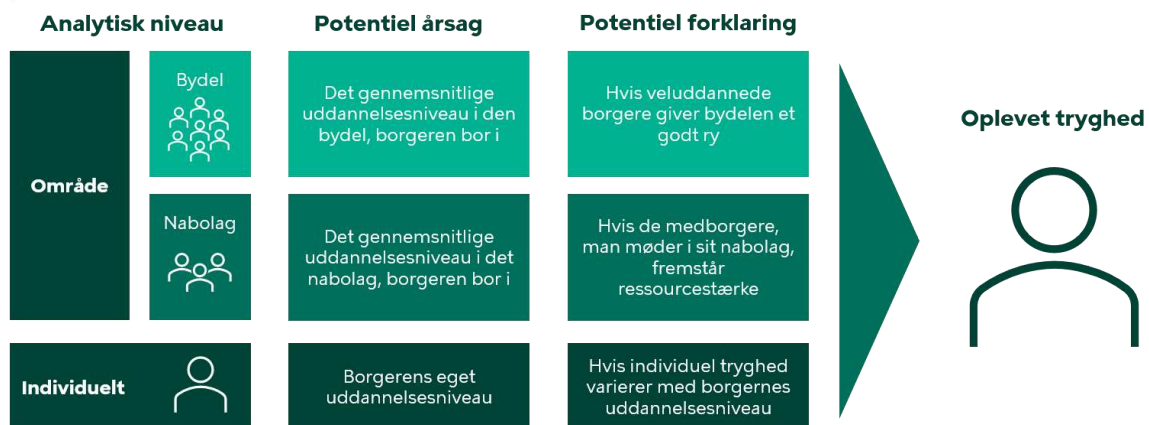 Analytisk niveau
Potentiel årsag
Potentiel forklaring
Område
Bydel
Det gennemsnitlige
uddannelsesniveau i den
bydel, borgeren bor i
Hvis veluddannede
borgere giver bydelen et
godt ry
Nabolag
Det gennemsnitlige
uddannelsesniveau i det
nabolag, borgeren bor i
Hvis de medborgere,
man møder i sit nabolag,
fremstår
ressourcestærke
Individuelt
Borgerens eget
uddannelsesniveau
Hvis individuel tryghed
varierer med borgernes
uddannelsesniveau
Oplevet tryghed